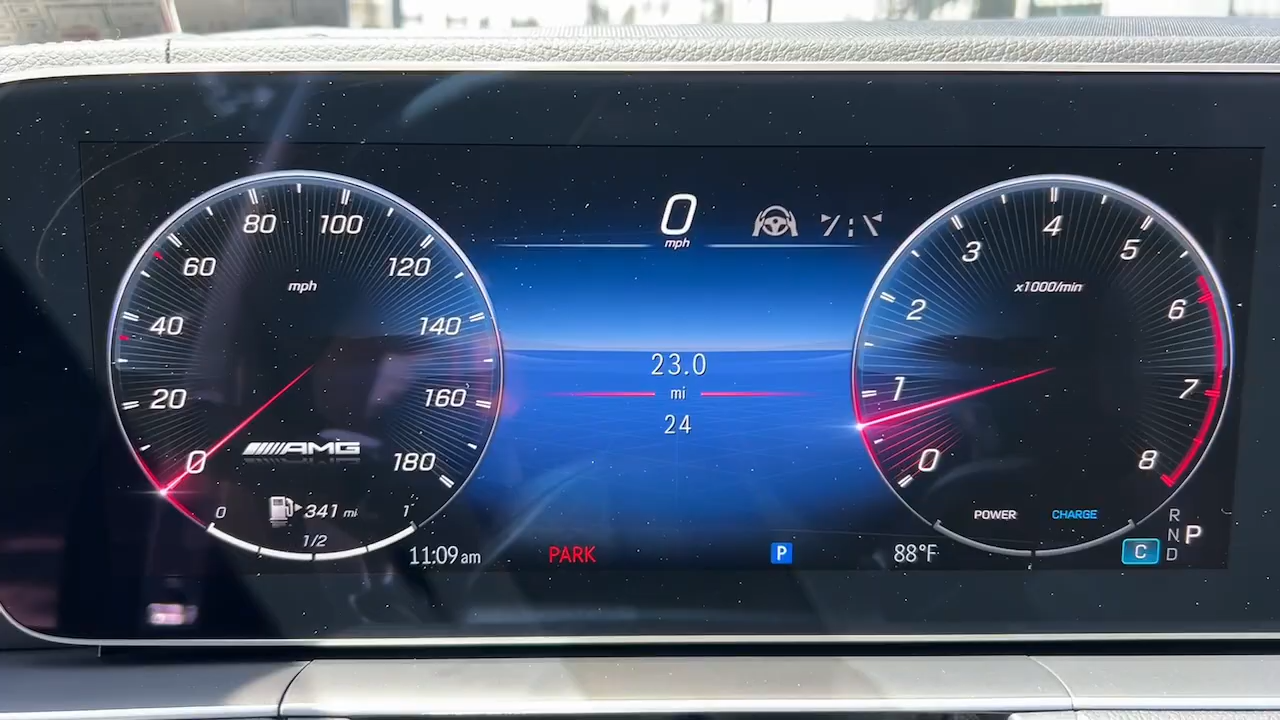 0
20
40
60
80
100
120
140
160
180
mph
AMG
341 mi
0 1/2 1
11:09 am
0
mph
23.0
mi
24
PARK
P
88°F
0
1
2
3
4
5
6
7
8
x1000/min
POWER CHARGE
C
R
N P
D